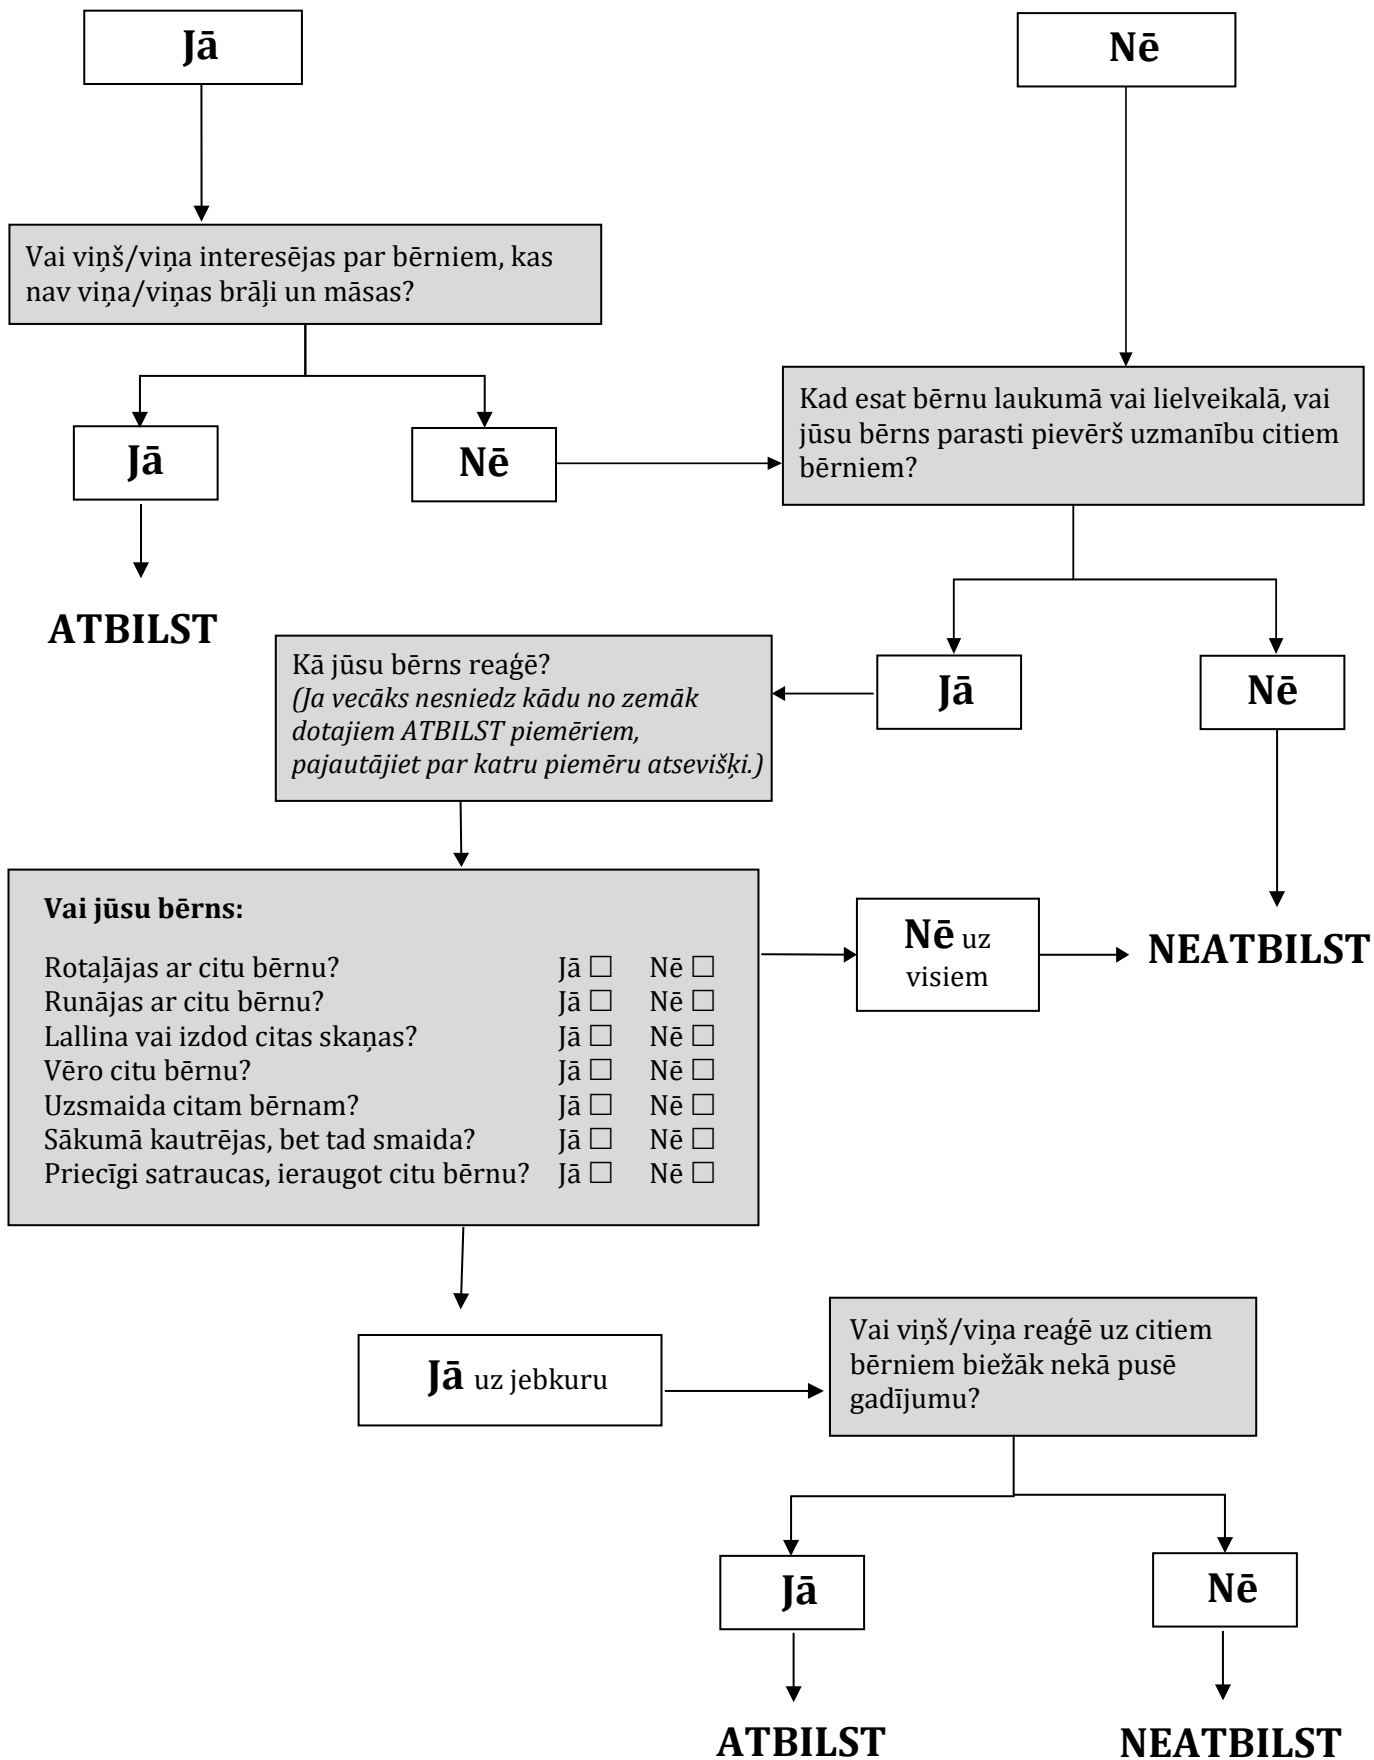 Jā
Nē
Vai viņš/viņa interesējas par bērniem, kas
nav viņa/viņas brāļi un māsas?
Jā
Nē
Kad esat bērnu laukumā vai lielveikalā, vai
jūsu bērns parasti pievērš uzmanību citiem
bērniem?
ATBILST
Kā jūsu bērns reaģē?
(Ja vecāks nesniedz kādu no zemāk
dotajiem ATBILST piemēriem,
pajautājiet par katru piemēru atsevišķi.)
Jā
Nē
Vai jūsu bērns:
Rotaļājas ar citu bērnu? Jā ☐ Nē ☐
Runājas ar citu bērnu? Jā ☐ Nē ☐
Lallina vai izdod citas skaņas? Jā ☐ Nē ☐
Vēro citu bērnu? Jā ☐ Nē ☐
Uzsmaida citam bērnam? Jā ☐ Nē ☐
Sākumā kautrējas, bet tad smaida? Jā ☐ Nē ☐
Priecīgi satraucas, ieraugot citu bērnu? Jā ☐ Nē ☐
Nē uz
visiem
NEATBILST
Jā uz jebkuru
Vai viņš/viņa reaģē uz citiem
bērniem biežāk nekā pusē
gadījumu?
Jā
Nē
ATBILST
NEATBILST